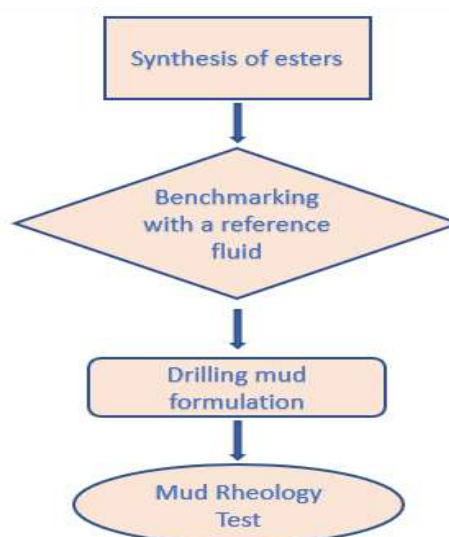 Synthesis of esters
Benchmarking
with a reference
fluid
Drilling mud
formulation
Mud Rheology
Test